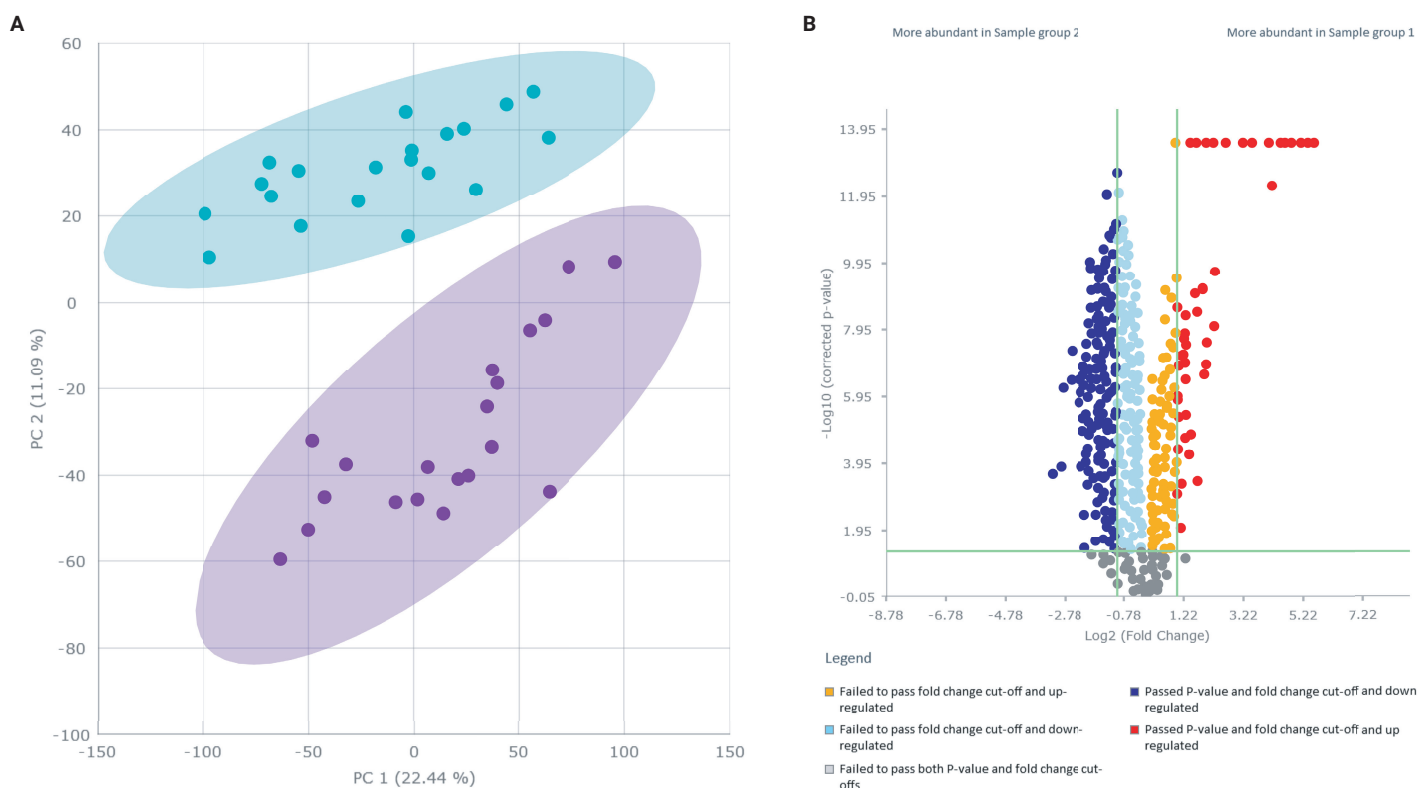 A
60
40
20
0
-20
-40
-60
-80
-100
-150
-100
-50
0
50
100
150
PC 2 (11.09 %)
PC 1 (22.44 %)
B
More abundant in Sample group 2
More abundant in Sample group 1
13.95
11.95
9.95
7.95
5.95
3.95
1.95
-0.05
-8.78
-6.78
-4.78
-2.78
-0.78
1.22
3.22
5.22
7.22
-Log10 (corrected p-value)
Log2 (Fold Change)
Legend
Failed to pass fold change cut-off and up-
regulated
Failed to pass fold change cut-off and down-
regulated
Failed to pass both P-value and fold change cut-
offs
Passed P-value and fold change cut-off and down
regulated
Passed P-value and fold change cut-off and up
regulated